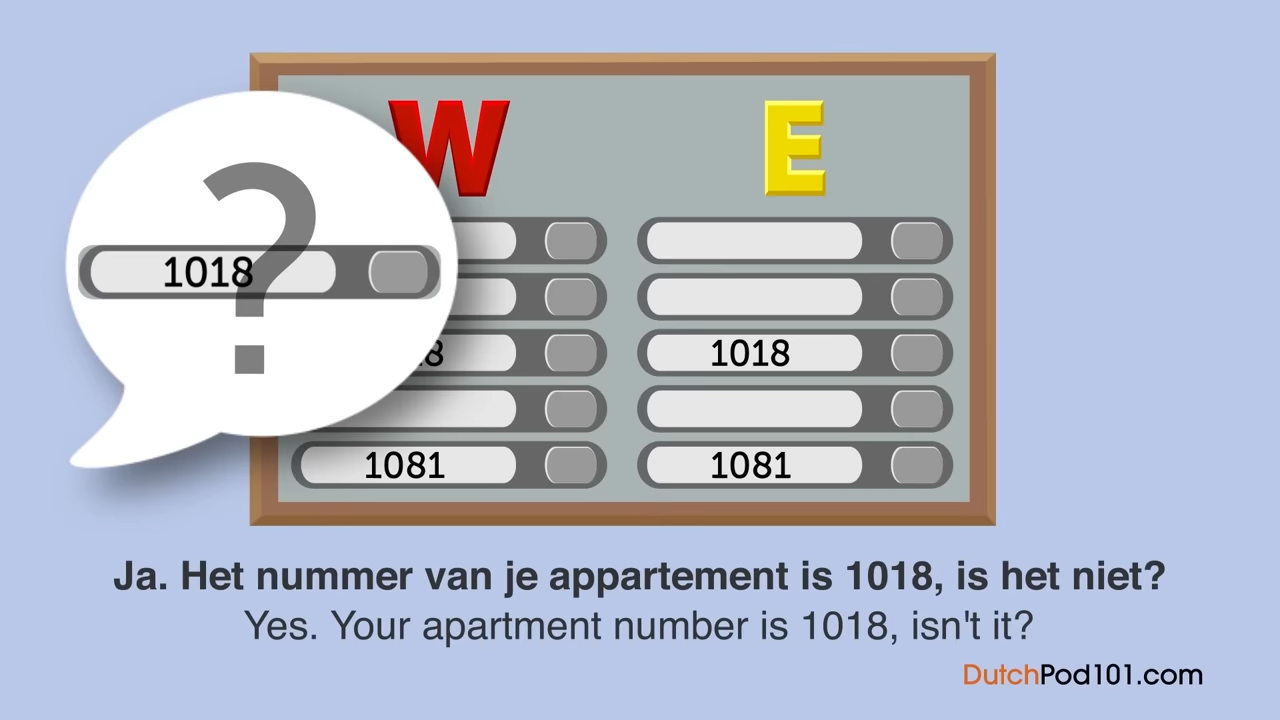 W E
1018
1018
1081 1081
Ja. Het nummer van je appartement is 1018, is het niet?
Yes. Your apartment number is 1018, isn't it?
DutchPod101.com